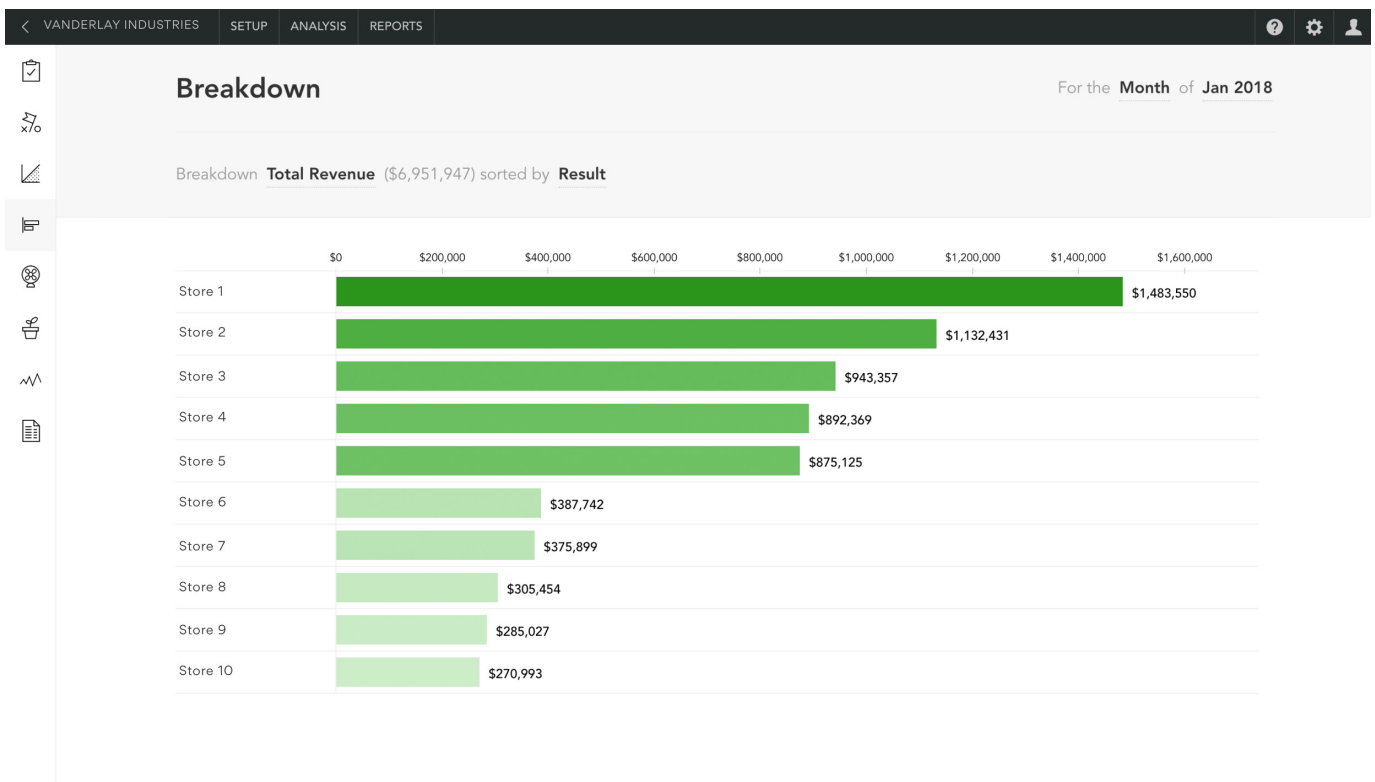 VANDERLAY INDUSTRIES SETUP ANALYSIS REPORTS
Breakdown
For the Month of Jan 2018
Breakdown Total Revenue ($6,951,947) sorted by Result
$0 $200,000 $400,000 $600,000 $800,000 $1,000,000 $1,200,000 $1,400,000 $1,600,000
Store 1 $1,483,550
Store 2 $1,132,431
Store 3 $943,357
Store 4 $892,369
Store 5 $875,125
Store 6 $387,742
Store 7 $375,899
Store 8 $305,454
Store 9 $285,027
Store 10 $270,993